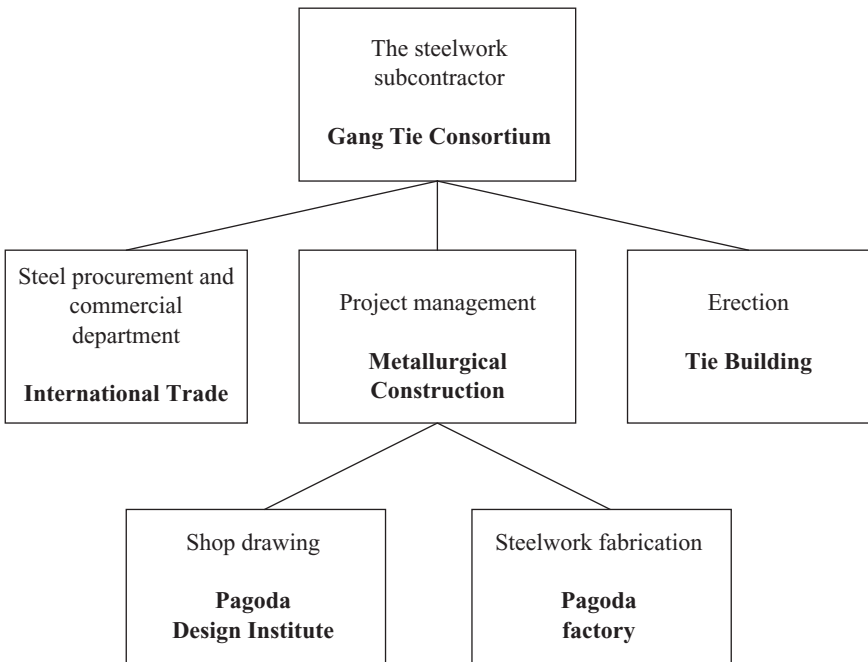 The steelwork
subcontractor
Gang Tie Consortium
Steel procurement and
commercial
department
International Trade
Project management
Metallurgical
Construction
Erection
Tie Building
Shop drawing
Pagoda
Design Institute
Steelwork fabrication
Pagoda
factory